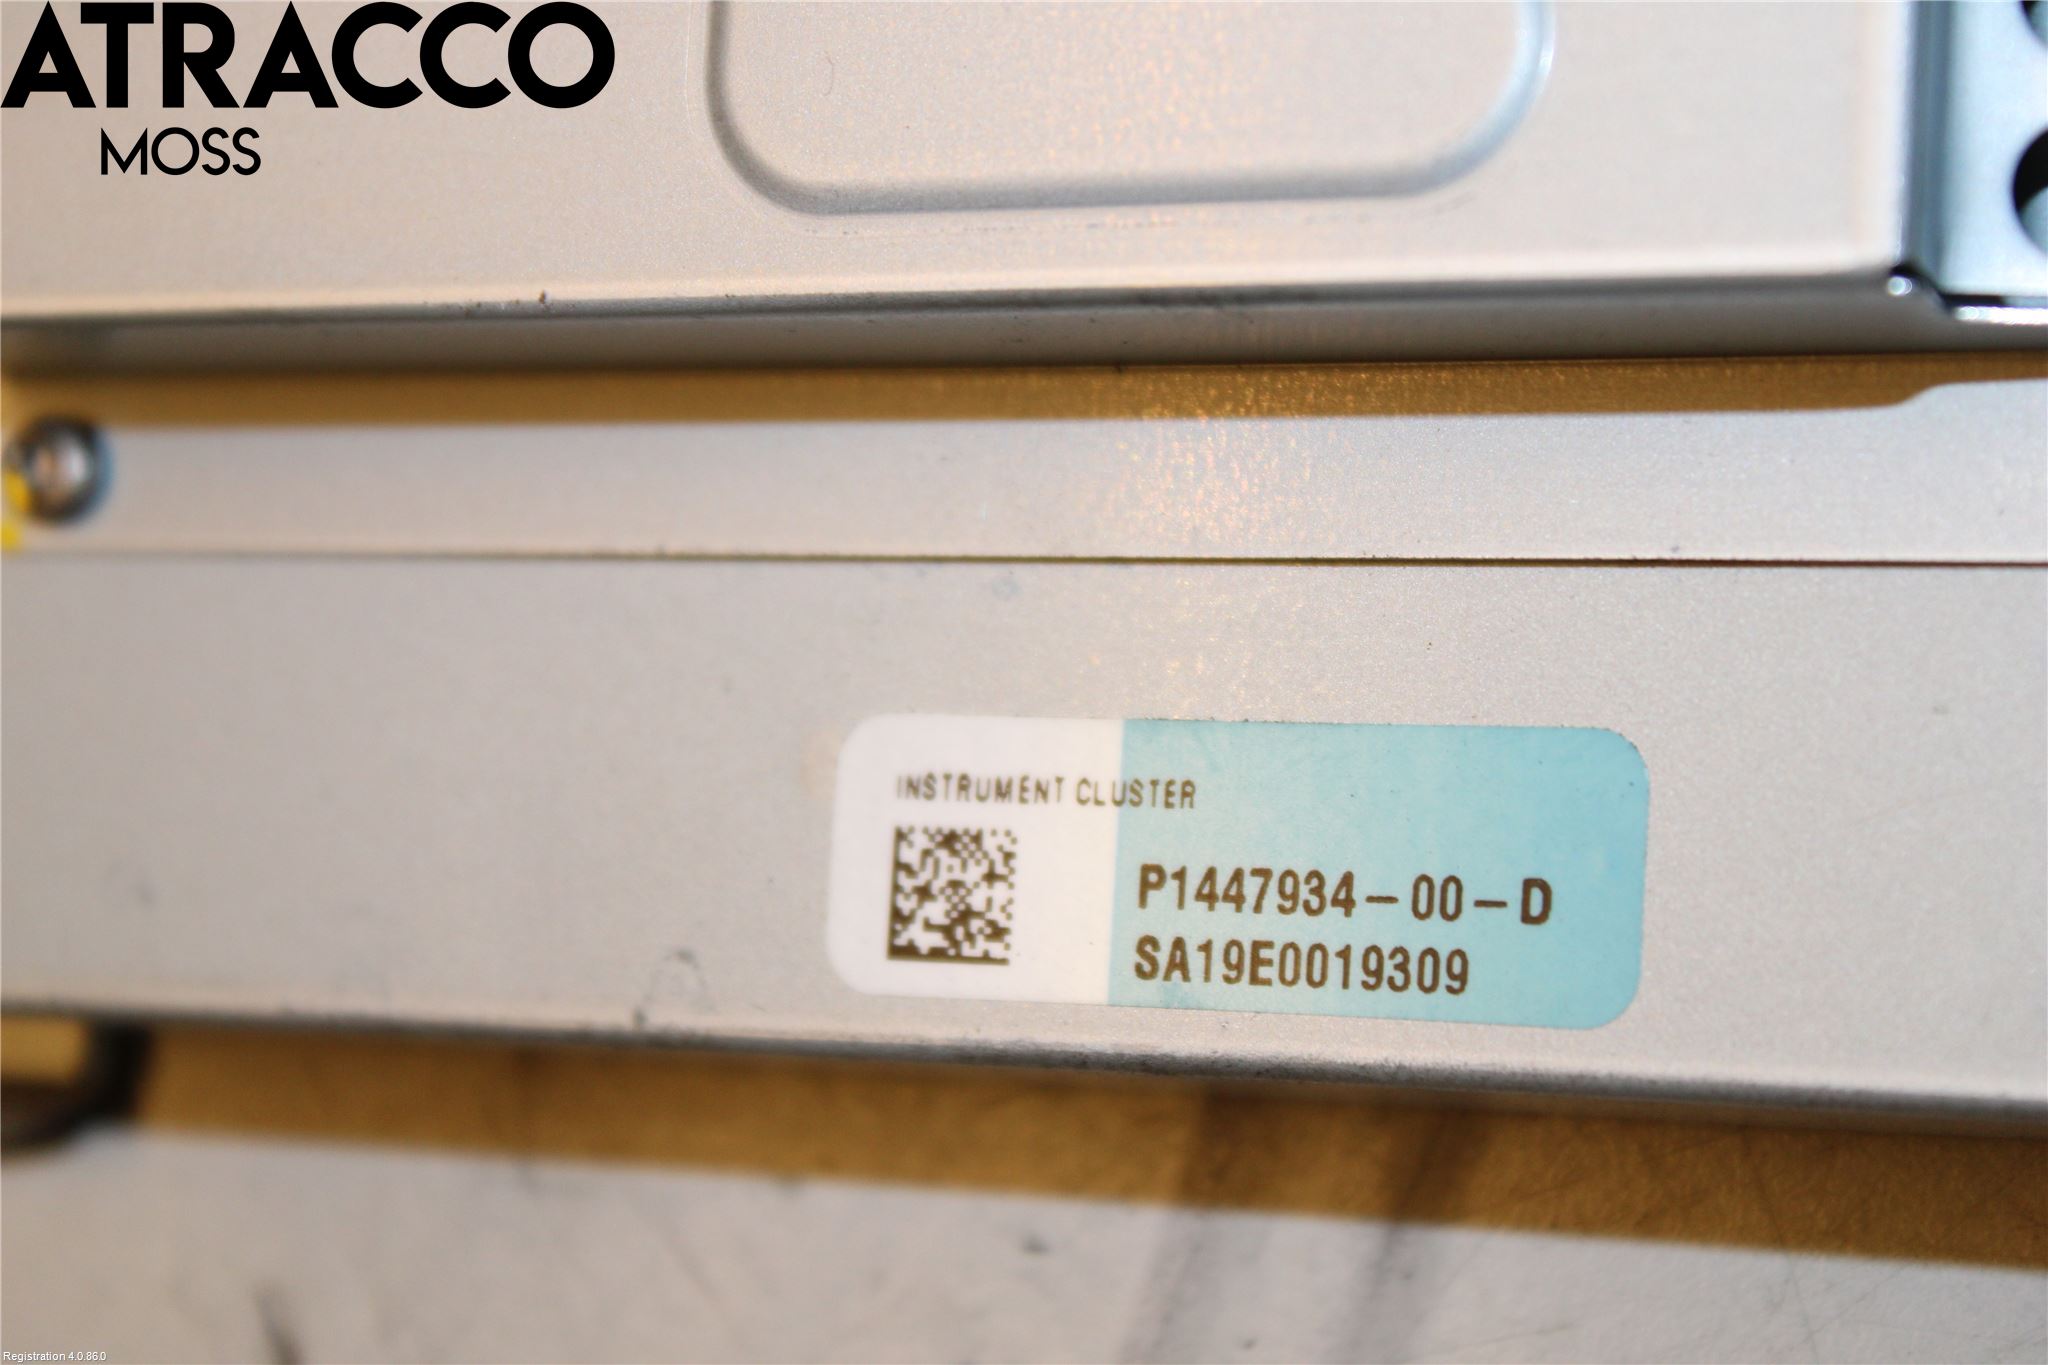 ATRACCO
MOSS
INSTRUMENT CLUSTER
P1447934-00-D
SA19E0019309
Registration 4.0.86.0